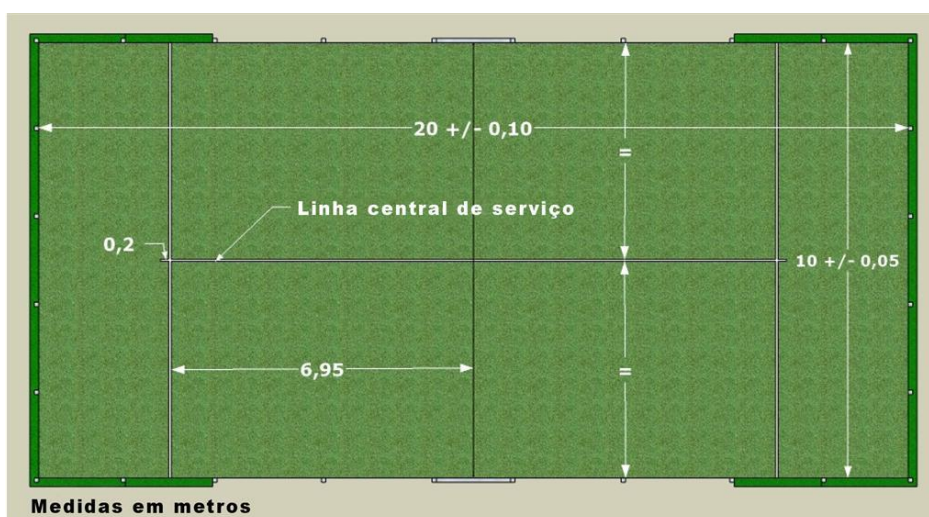 20 +/- 0,10
=
Linha central de serviço
0,2
10 +/- 0,05
6,95
=
Medidas em metros